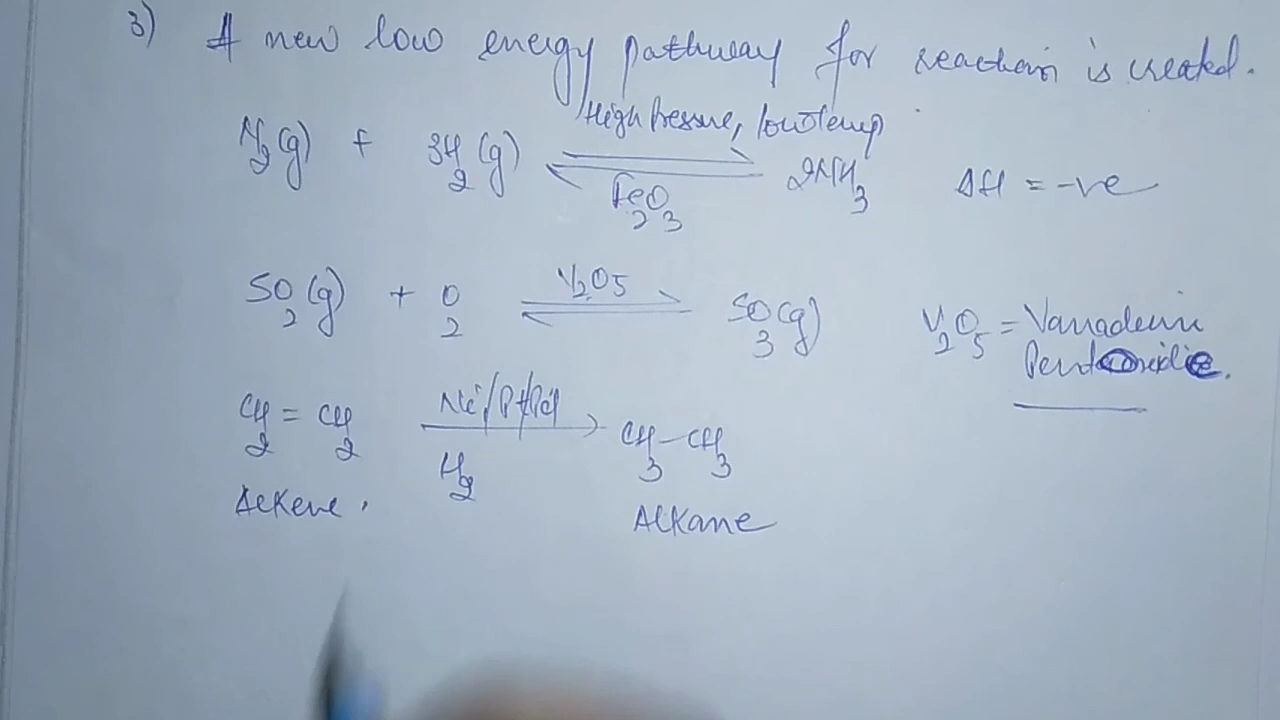 3) A new low energy pathway for reaction is created.
High Pressure, low temp
N2(g) + 3H2(g) ⇌ 2NH3 ΔH = -ve
Fe2O3
SO2(g) + O2 ⇌ SO3(g) V2O5 = Vanadium
V2O5
Pentoxide.
CH2 = CH2 → CH3-CH3
Ni/Pt/Pd
H2
Alkene.
Alkane